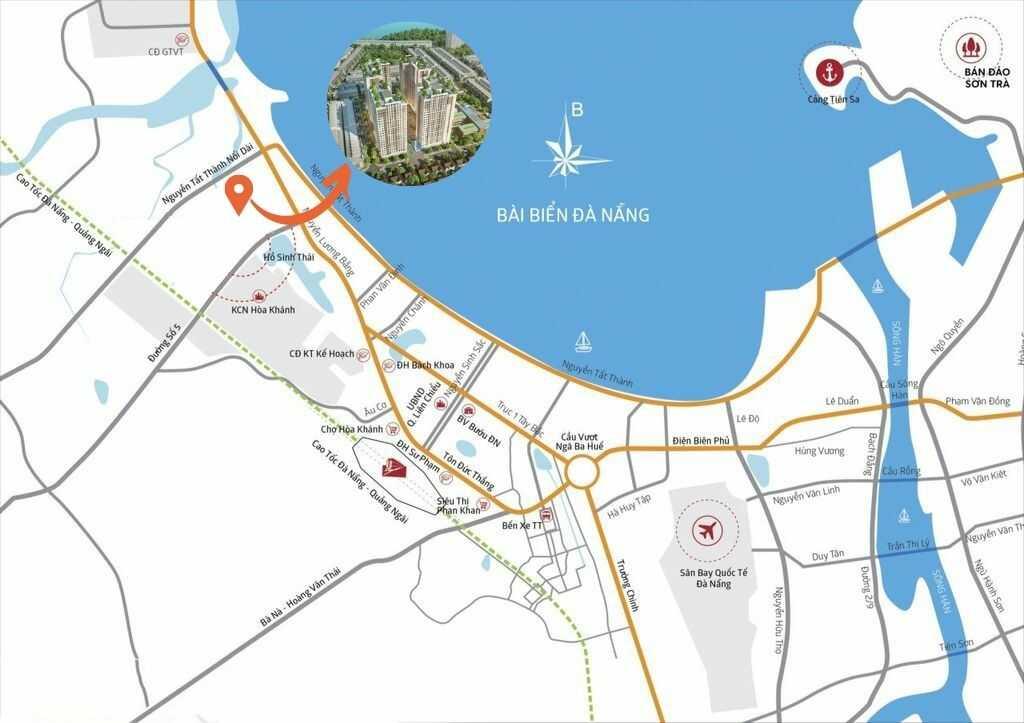 CĐ GTVT
BÁN ĐẢO
SƠN TRÀ
Cảng Tiên Sa
B
BÀI BIỂN ĐÀ NẴNG
Nguyễn Tất Thành Nối Dài
Nguyễn Tất Thành
Cao Tốc Đà Nẵng - Quảng Ngãi
Nguyễn Lương Bằng
Hồ Sinh Thái
KCN Hòa Khánh
Đường Số 5
Phan Văn Định
Nguyễn Chánh
CĐ KT Kế Hoạch
ĐH Bách Khoa
Nguyễn Sinh Sắc
Nguyễn Tất Thành
SÔNG HÀN
Ngô Quyền
Hoàng
Âu Cơ
UBND
Q. Liên Chiểu
BV Bướu ĐN
Trục 1 Tây Bắc
Chợ Hòa Khánh
ĐH Sư Phạm
Tôn Đức Thắng
Cao Tốc Đà Nẵng - Quảng Ngãi
Siêu Thị
Phan Khan
Bến Xe TT
Cầu Vượt
Ngã Ba Huế
Điện Biên Phủ
Lê Độ
Lê Duẩn
Cầu Sông
Hàn
Phạm Văn Đồng
Hùng Vương
Bạch Đằng
Cầu Rồng
Võ Văn Kiệt
Nguyễn Văn Linh
Hà Huy Tập
Sân Bay Quốc Tế
Đà Nẵng
Duy Tân
Trần Thị Lý
Nguyễn Văn Th
Trường Chinh
Nguyễn Hữu Thọ
Đường 2/9
SÔNG HÀN
Ngũ Hành Sơn
Tiên Sơn
Bà Nà - Hoàng Văn Thái